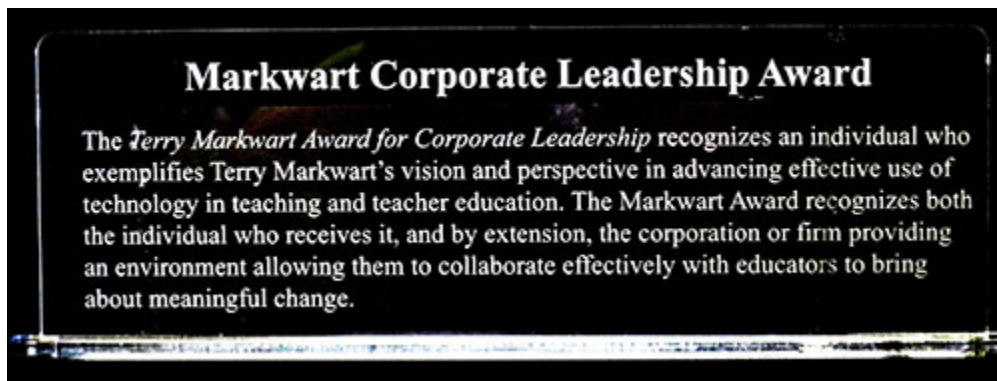 Markwart Corporate Leadership Award
The Terry Markwart Award for Corporate Leadership recognizes an individual who
exemplifies Terry Markwart's vision and perspective in advancing effective use of
technology in teaching and teacher education. The Markwart Award recognizes both
the individual who receives it, and by extension, the corporation or firm providing
an environment allowing them to collaborate effectively with educators to bring
about meaningful change.